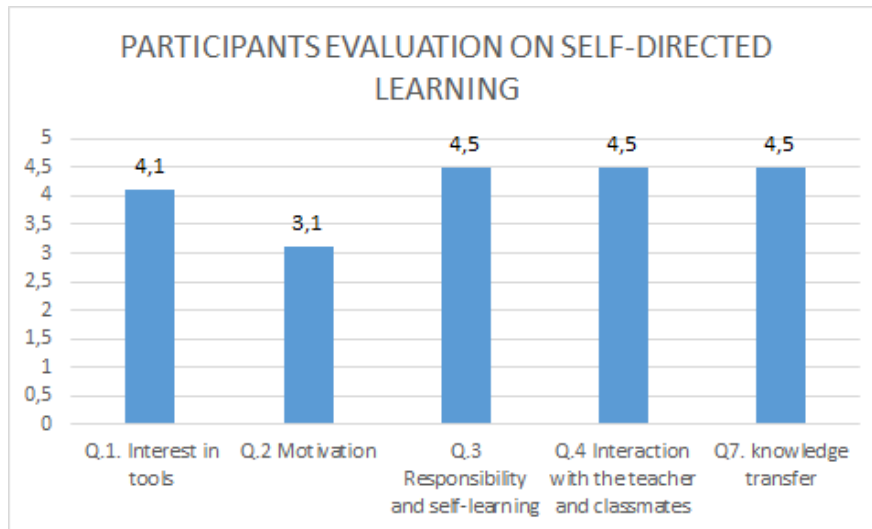 PARTICIPANTS EVALUATION ON SELF-DIRECTED
LEARNING
5
4,5
4
3,5
3
2,5
2
1,5
1
0,5
0
4,1
3,1
4,5
4,5
4,5
Q.1. Interest in
tools
Q.2 Motivation
Q.3
Responsibility
and self-learning
Q.4 Interaction
with the teacher
and classmates
Q7. knowledge
transfer